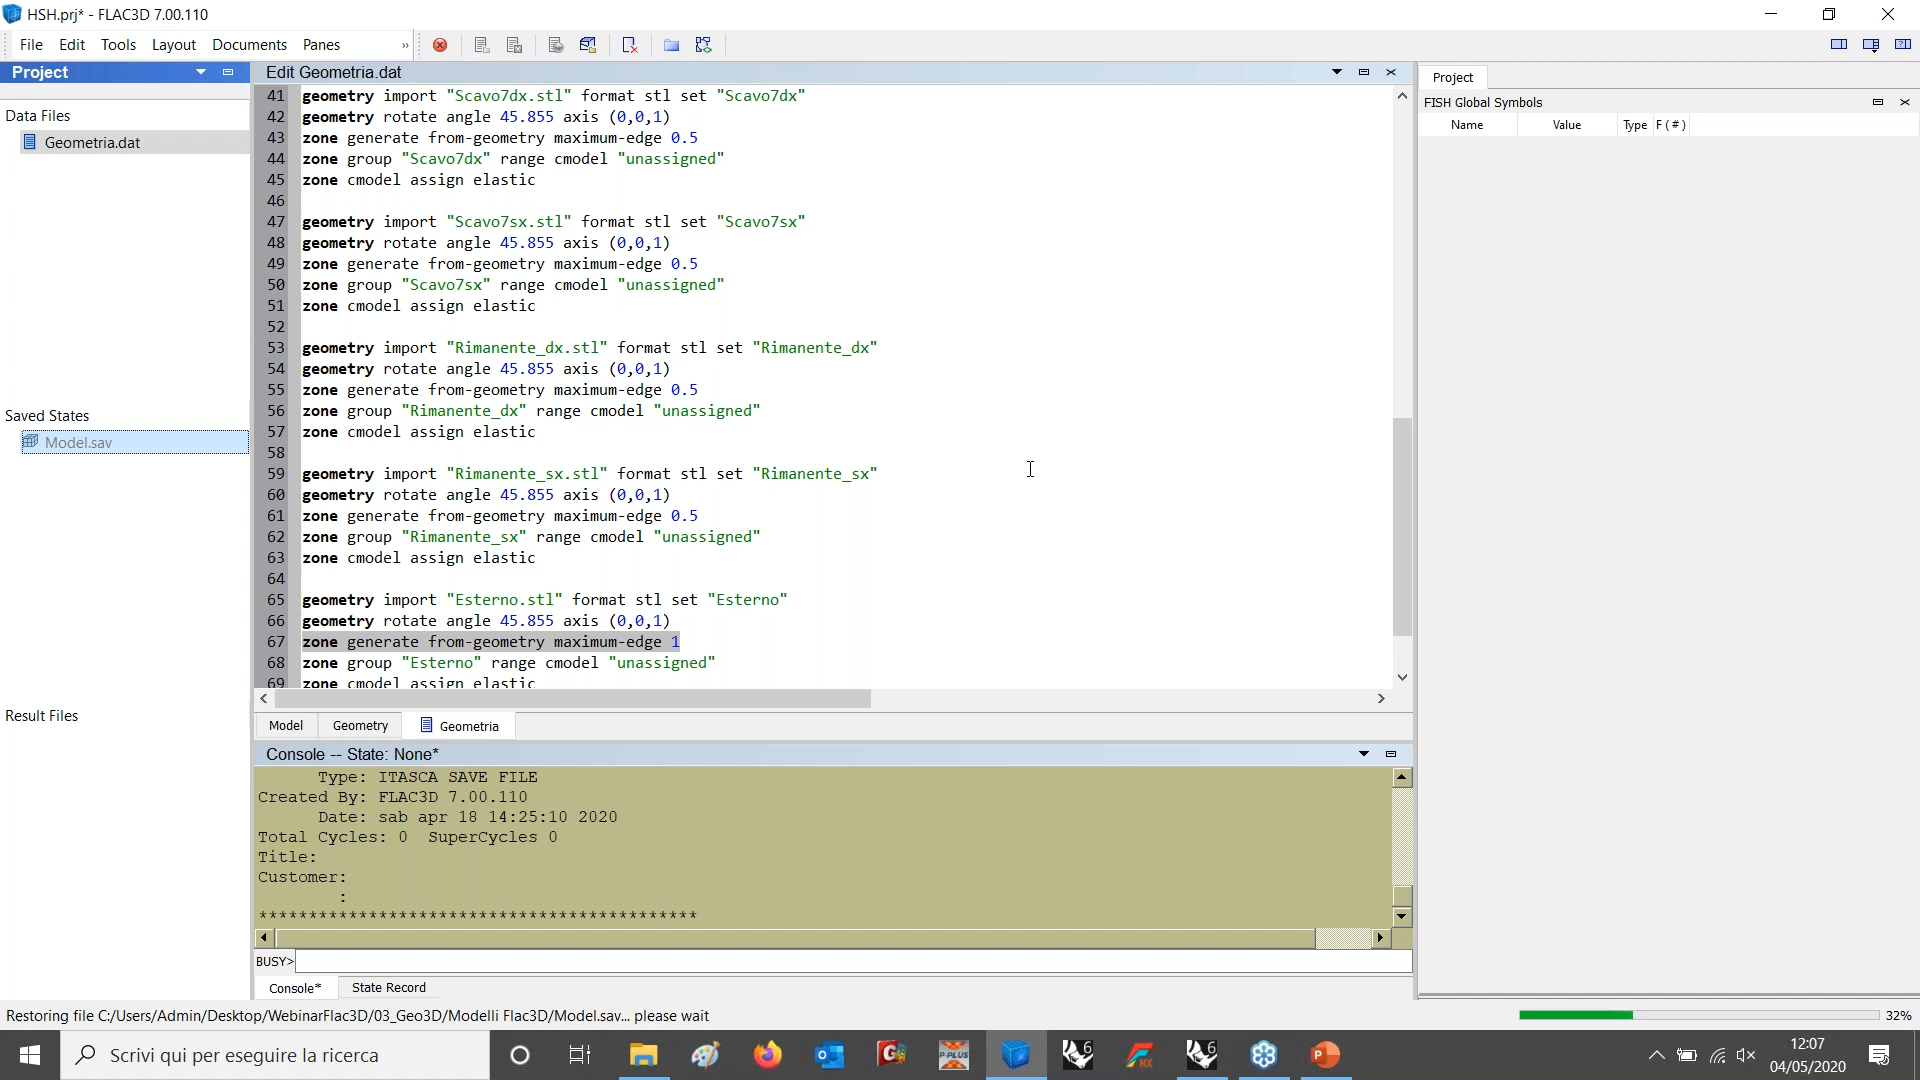 HSH.prj* - FLAC3D 7.00.110
File Edit Tools Layout Documents Panes »
Project
Edit Geometria.dat
Project
FISH Global Symbols
Name Value Type F ( # )
Data Files
Geometria.dat
Saved States
Model.sav
Result Files
41 geometry import "Scavo7dx.stl" format stl set "Scavo7dx"
42 geometry rotate angle 45.855 axis (0,0,1)
43 zone generate from-geometry maximum-edge 0.5
44 zone group "Scavo7dx" range cmodel "unassigned"
45 zone cmodel assign elastic
46
47 geometry import "Scavo7sx.stl" format stl set "Scavo7sx"
48 geometry rotate angle 45.855 axis (0,0,1)
49 zone generate from-geometry maximum-edge 0.5
50 zone group "Scavo7sx" range cmodel "unassigned"
51 zone cmodel assign elastic
52
53 geometry import "Rimanente_dx.stl" format stl set "Rimanente_dx"
54 geometry rotate angle 45.855 axis (0,0,1)
55 zone generate from-geometry maximum-edge 0.5
56 zone group "Rimanente_dx" range cmodel "unassigned"
57 zone cmodel assign elastic
58
59 geometry import "Rimanente_sx.stl" format stl set "Rimanente_sx"
60 geometry rotate angle 45.855 axis (0,0,1)
61 zone generate from-geometry maximum-edge 0.5
62 zone group "Rimanente_sx" range cmodel "unassigned"
63 zone cmodel assign elastic
64
65 geometry import "Esterno.stl" format stl set "Esterno"
66 geometry rotate angle 45.855 axis (0,0,1)
67 zone generate from-geometry maximum-edge 1
68 zone group "Esterno" range cmodel "unassigned"
69 zone cmodel assign elastic
Model Geometry Geometria
Console -- State: None*
Type: ITASCA SAVE FILE
Created By: FLAC3D 7.00.110
Date: sab apr 18 14:25:10 2020
Total Cycles: 0 SuperCycles 0
Title:
Customer:
:
********************************************
BUSY>
Console* State Record
Restoring file C:/Users/Admin/Desktop/WebinarFlac3D/03_Geo3D/Modelli Flac3D/Model.sav... please wait
32%
Scrivi qui per eseguire la ricerca
P-PLUS
6
NX
6
P
12:07
04/05/2020